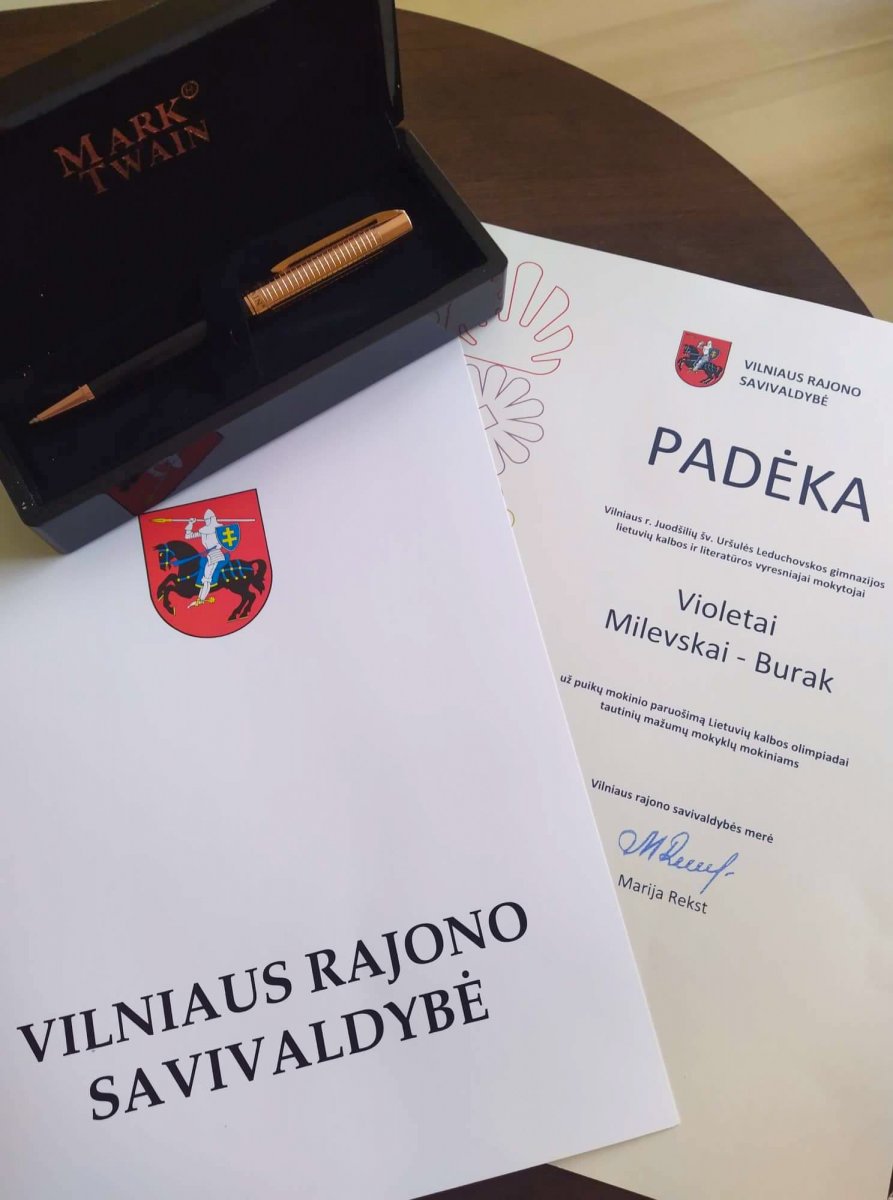 MARK
TWAIN
VILNIAUS RAJONO
SAVIVALDYBĖ
VILNIAUS RAJONO
SAVIVALDYBĖ
PADĖKA
Vilniaus r. Juodšilių šv. Uršulės Leduchovskos gimnazijos
lietuvių kalbos ir literatūros vyresniajai mokytojai
Violetai
Milevskai - Burak
už puikų mokinio paruošimą Lietuvių kalbos olimpiadai
tautinių mažumų mokyklų mokiniams
Vilniaus rajono savivaldybės merė
Marija Rekst